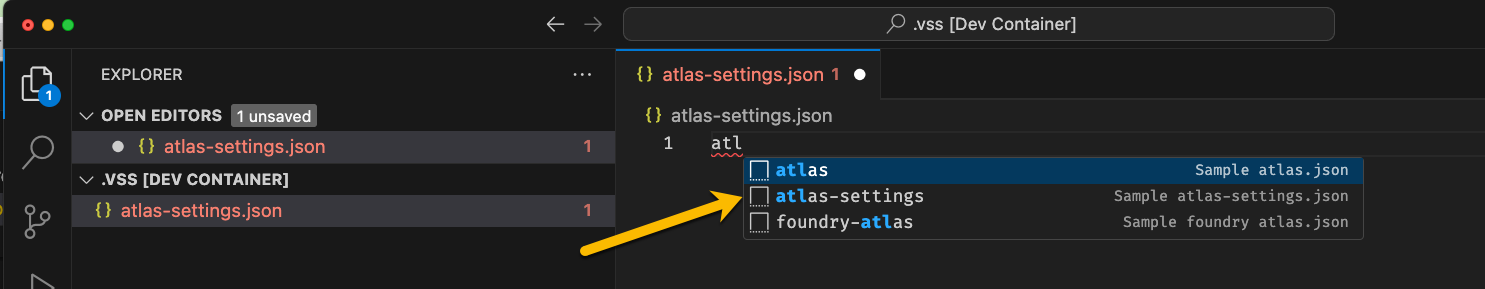 .vss [Dev Container]
1
EXPLORER
...
OPEN EDITORS 1 unsaved
{} atlas-settings.json 1
.VSS [DEV CONTAINER]
{} atlas-settings.json 1
{} atlas-settings.json 1
{} atlas-settings.json
1 atl
atlas Sample atlas.json
atlas-settings Sample atlas-settings.json
foundry-atlas Sample foundry atlas.json